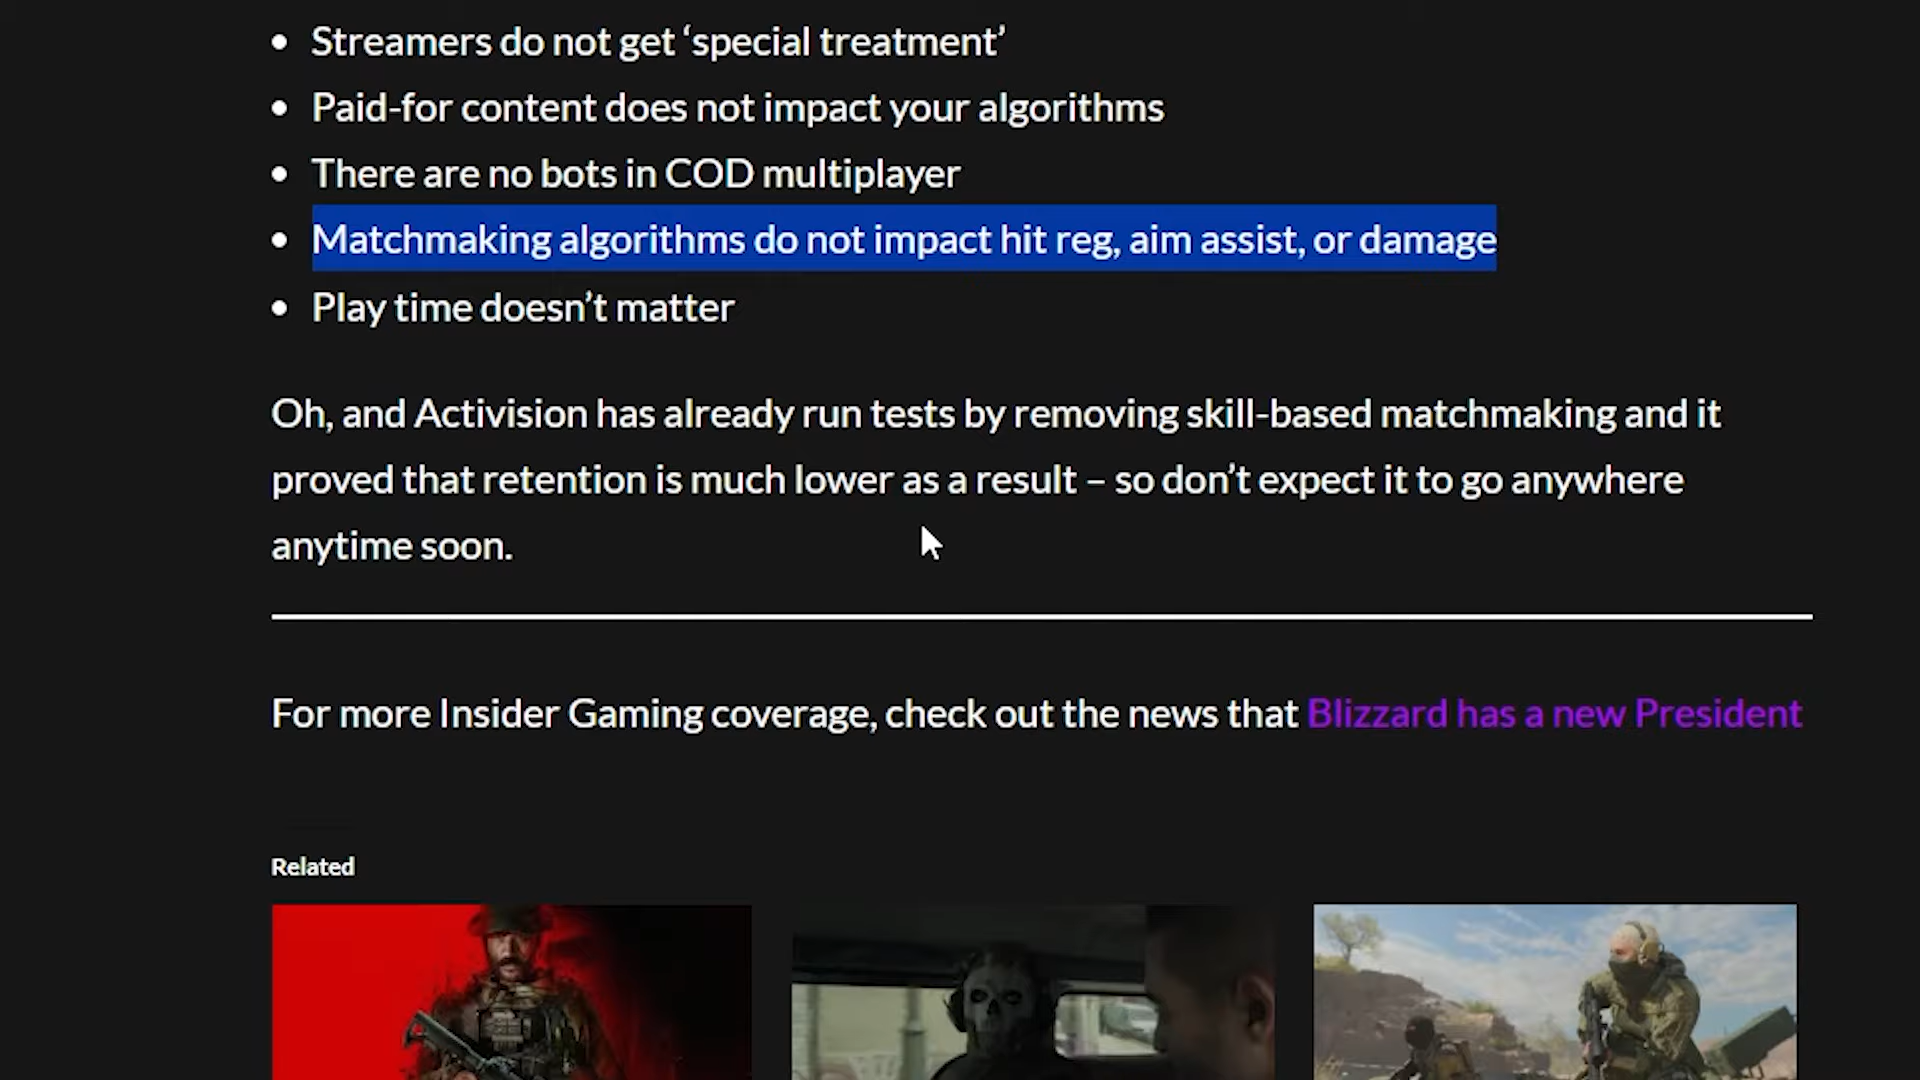 Streamers do not get ‘special treatment’
Paid-for content does not impact your algorithms
There are no bots in COD multiplayer
Matchmaking algorithms do not impact hit reg, aim assist, or damage
Play time doesn’t matter
Oh, and Activision has already run tests by removing skill-based matchmaking and it
proved that retention is much lower as a result – so don’t expect it to go anywhere
anytime soon.
For more Insider Gaming coverage, check out the news that Blizzard has a new President
Related